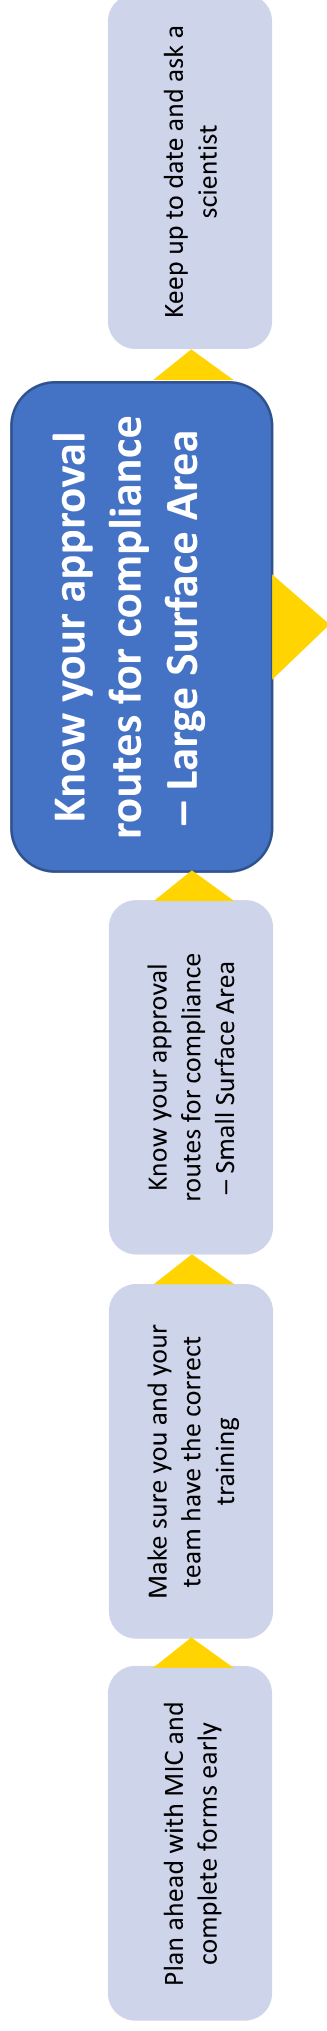 Plan ahead with MIC and
complete forms early
Make sure you and your
team have the correct
training
Know your approval
routes for compliance
– Small Surface Area
Know your approval
routes for compliance
– Large Surface Area
Keep up to date and ask a
scientist